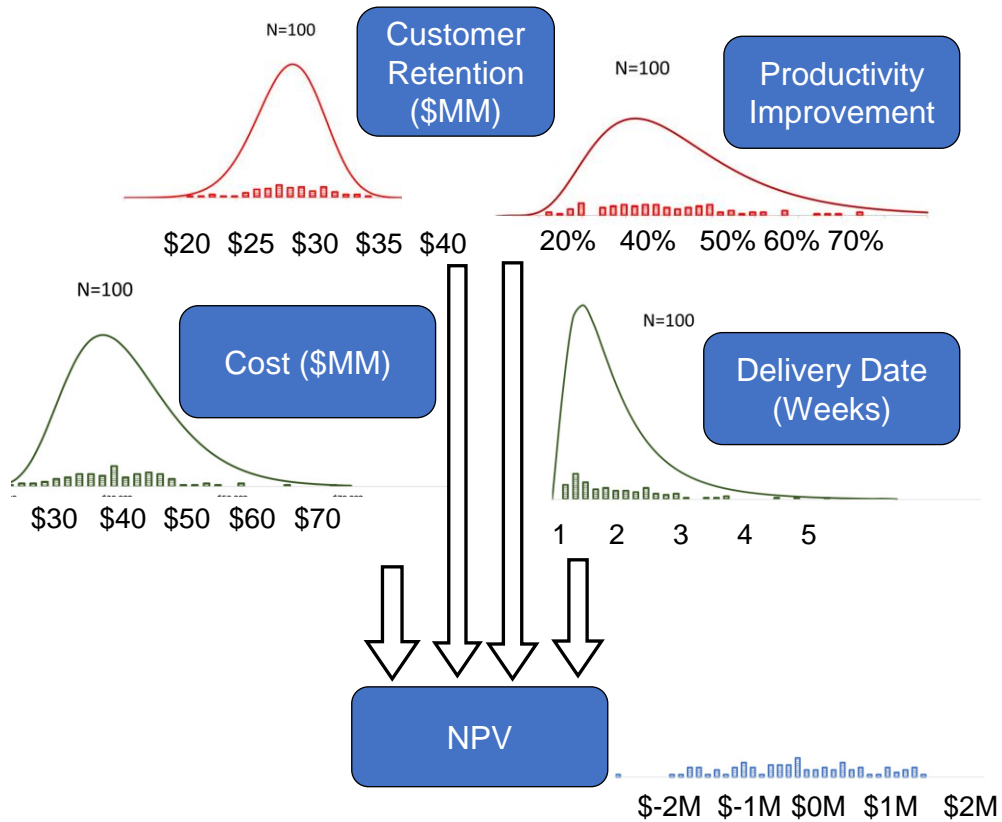 N=100
Customer
Retention
($MM)
N=100
Productivity
Improvement
$20 $25 $30 $35 $40
20% 40% 50% 60% 70%
N=100
Cost ($MM)
N=100
Delivery Date
(Weeks)
$30 $40 $50 $60 $70
1 2 3 4 5
NPV
$-2M $-1M $0M $1M $2M